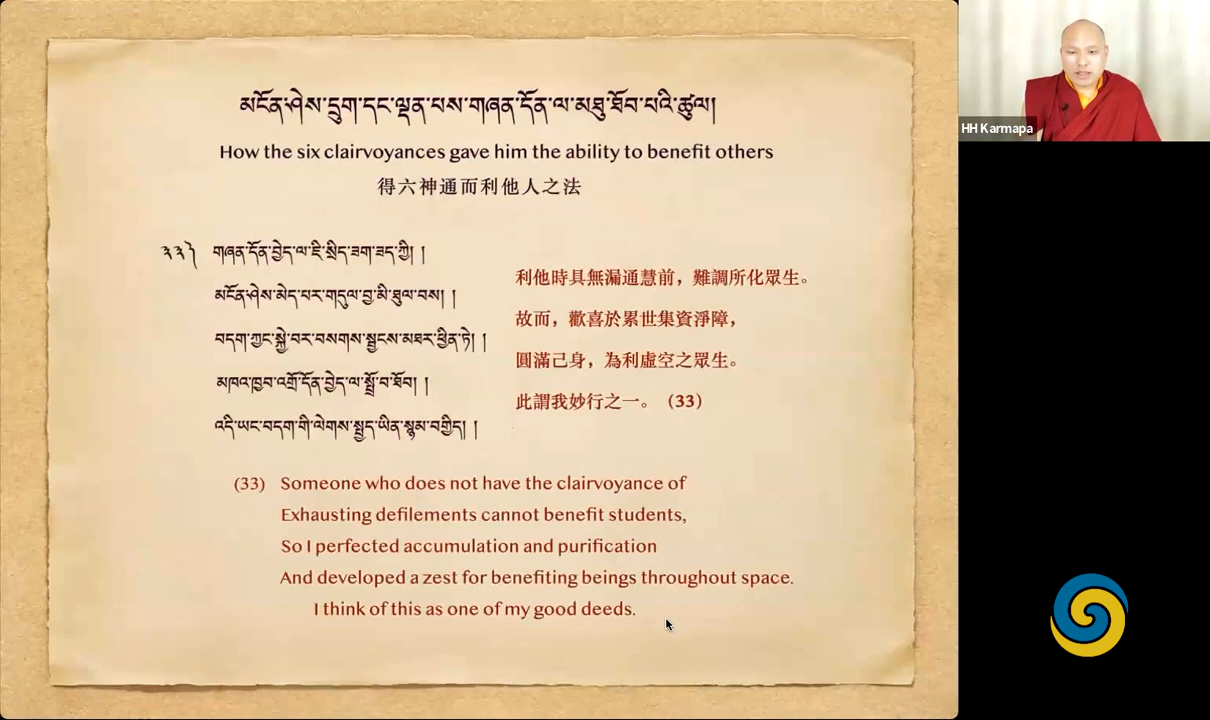 མངོན་ཤེས་དྲུག་དང་ལྡན་པས་གཞན་དོན་ལ་མཐུ་ཐོབ་པའི་ཚུལ།
How the six clairvoyances gave him the ability to benefit others
得六神通而利他人之法
༣༣) གཞན་དོན་བྱེད་ལ་ཇི་སྲིད་ཟག་ཟད་ཀྱི། །
མངོན་ཤེས་མེད་པར་གདུལ་བྱ་མི་ཐུལ་བས། །
བདག་ཀྱང་སྐྱེ་བར་བསགས་སྦྱངས་མཐར་ཕྱིན་ཏེ། །
མཁའ་ཁྱབ་འགྲོ་དོན་བྱེད་ལ་སྤྲོ་བ་ཐོབ། །
འདི་ཡང་བདག་གི་ལེགས་སྤྱད་ཡིན་སྙམ་བགྱིད། །
利他時具無漏通慧前，難調所化眾生。
故而，歡喜於累世集資淨障，
圓滿己身，為利虛空之眾生。
此謂我妙行之一。（33）
(33) Someone who does not have the clairvoyance of
Exhausting defilements cannot benefit students,
So I perfected accumulation and purification
And developed a zest for benefiting beings throughout space.
I think of this as one of my good deeds.
HH Karmapa